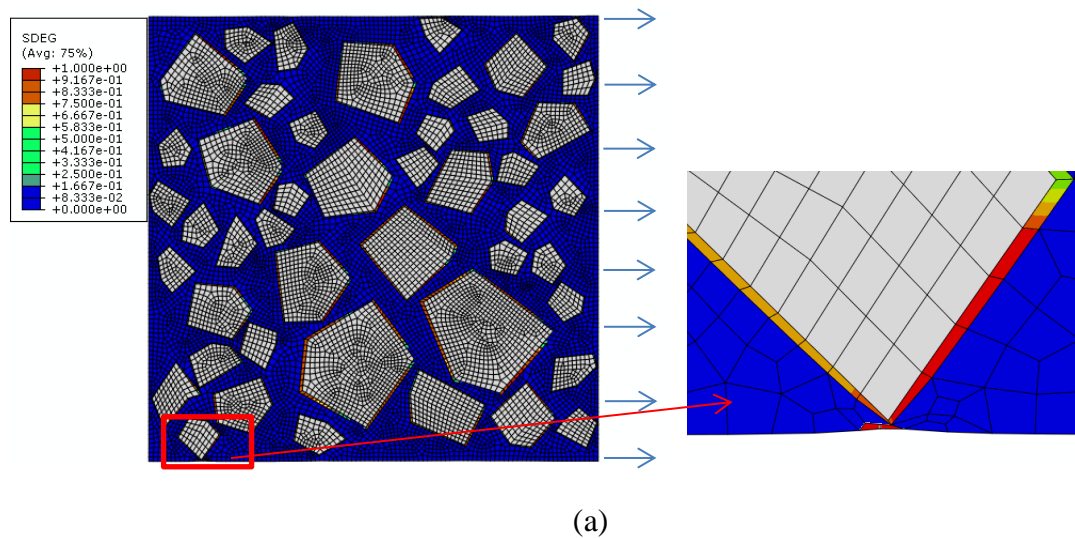 SDEG
(Avg: 75%)
+1.000e+00
+9.167e-01
+8.333e-01
+7.500e-01
+6.667e-01
+5.833e-01
+5.000e-01
+4.167e-01
+3.333e-01
+2.500e-01
+1.667e-01
+8.333e-02
+0.000e+00
(a)